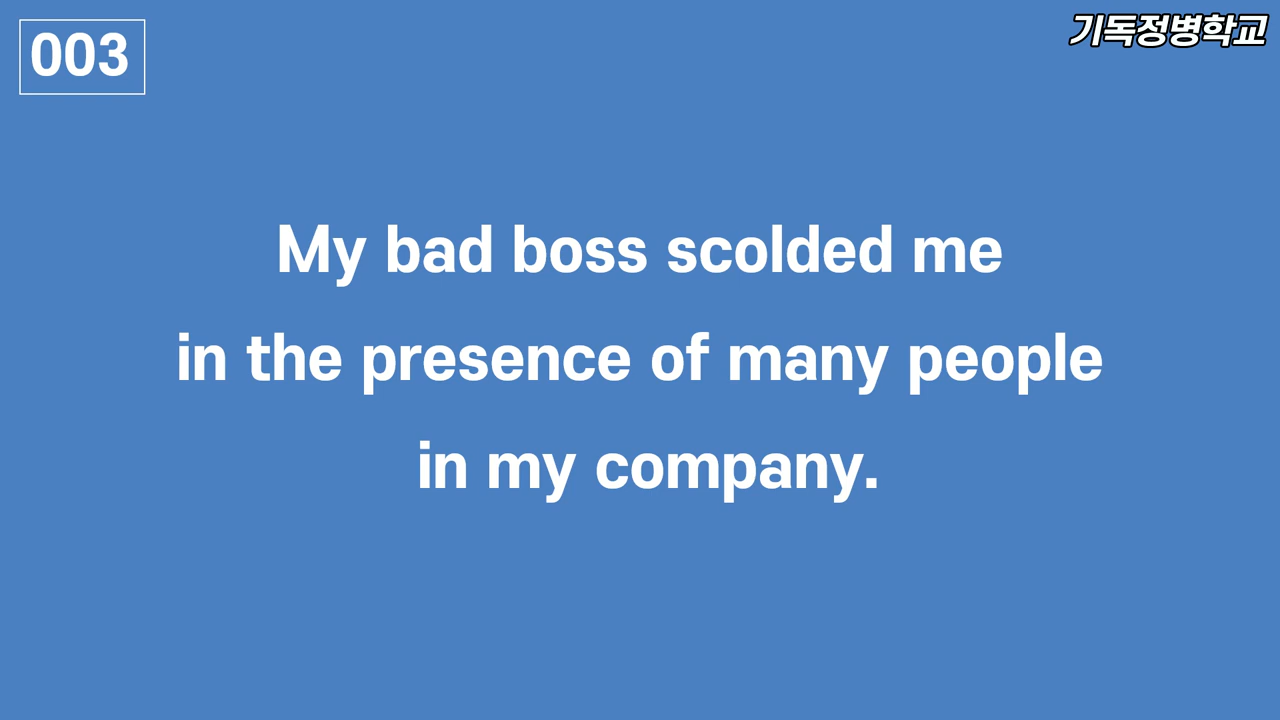 003
기독정병학교
My bad boss scolded me
in the presence of many people
in my company.